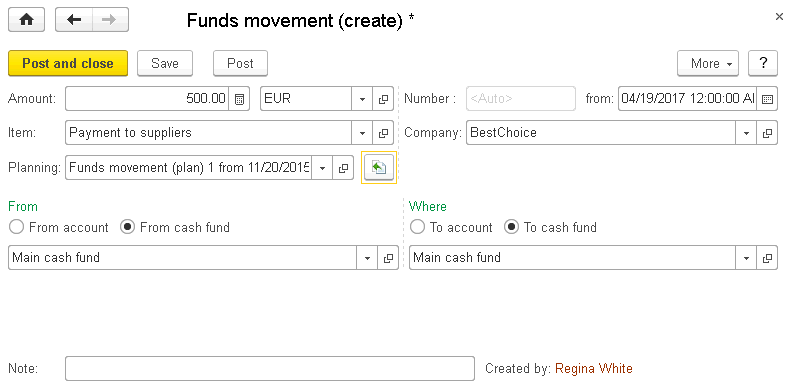 Funds movement (create) *
Post and close Save Post More ?
Amount: 500.00 EUR Number : <Auto> from: 04/19/2017 12:00:00 Al
Item: Payment to suppliers Company: BestChoice
Planning: Funds movement (plan) 1 from 11/20/2015
From Where
From account From cash fund To account To cash fund
Main cash fund Main cash fund
Note: Created by: Regina White